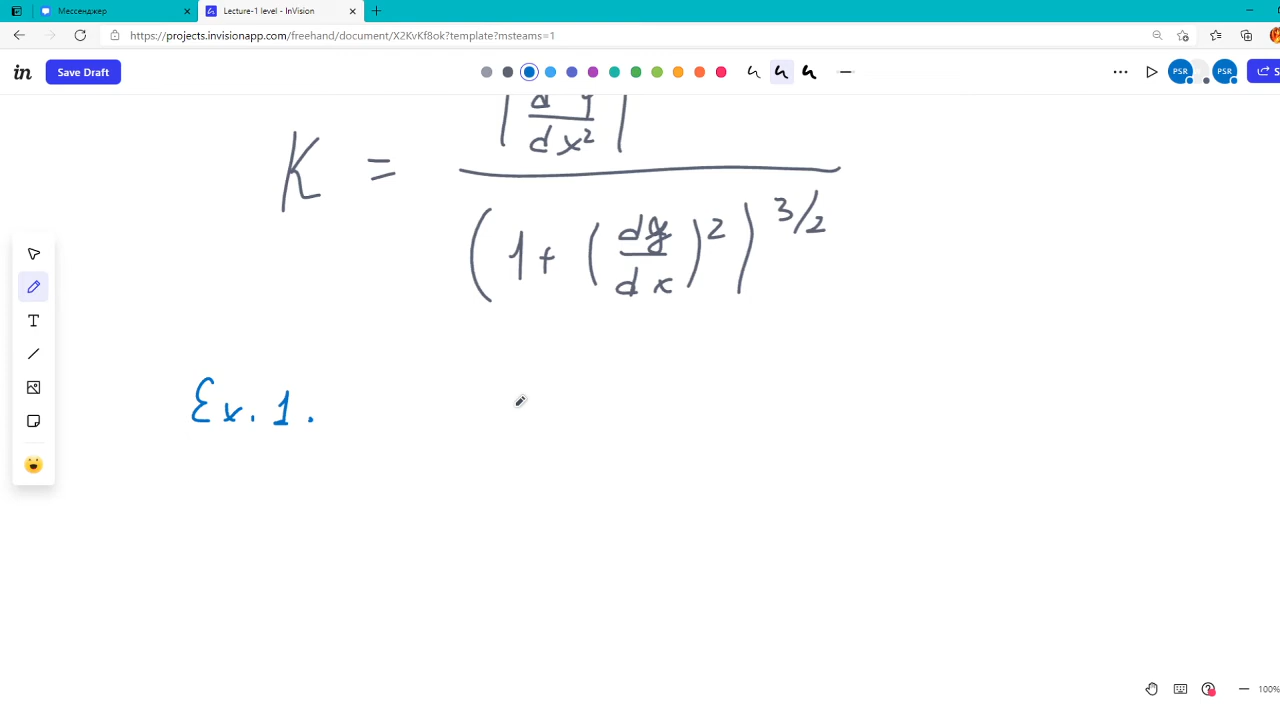 Мессенджер
Lecture-1 level - InVision
https://projects.invisionapp.com/freehand/document/X2KvKf8ok?template?msteams=1
in
Save Draft
PSR
PSR
S
K = | d y / dx² | / (1 + (dy/dx)²)^3/2
T
Ex. 1.
100%